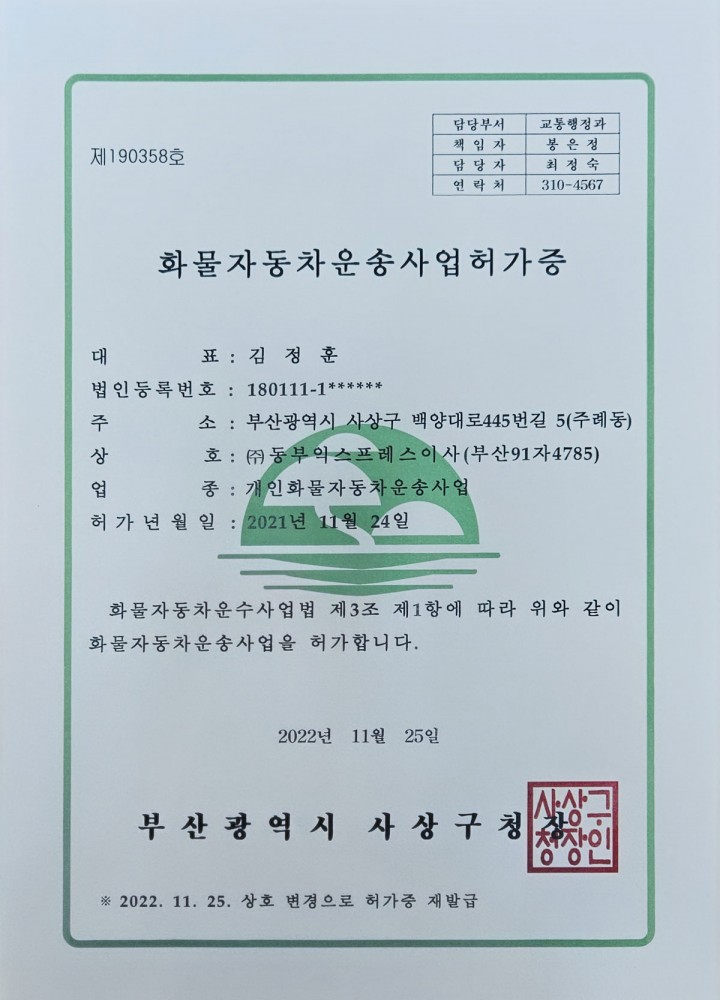 제190358호
담당부서 교통행정과
책 임 자 봉 은 정
담 당 자 최 정 숙
연 락 처 310-4567
화물자동차운송사업허가증
대 표 : 김 정 훈
법인등록번호 : 180111-1******
주 소 : 부산광역시 사상구 백양대로445번길 5(주례동)
상 호 : ㈜동부익스프레스이사(부산91자4785)
업 종 : 개인화물자동차운송사업
허가년월일 : 2021년 11월 24일
화물자동차운수사업법 제3조 제1항에 따라 위와 같이
화물자동차운송사업을 허가합니다.
2022년 11월 25일
부산광역시 사상구청장
사상구
청장인
※ 2022. 11. 25. 상호 변경으로 허가증 재발급